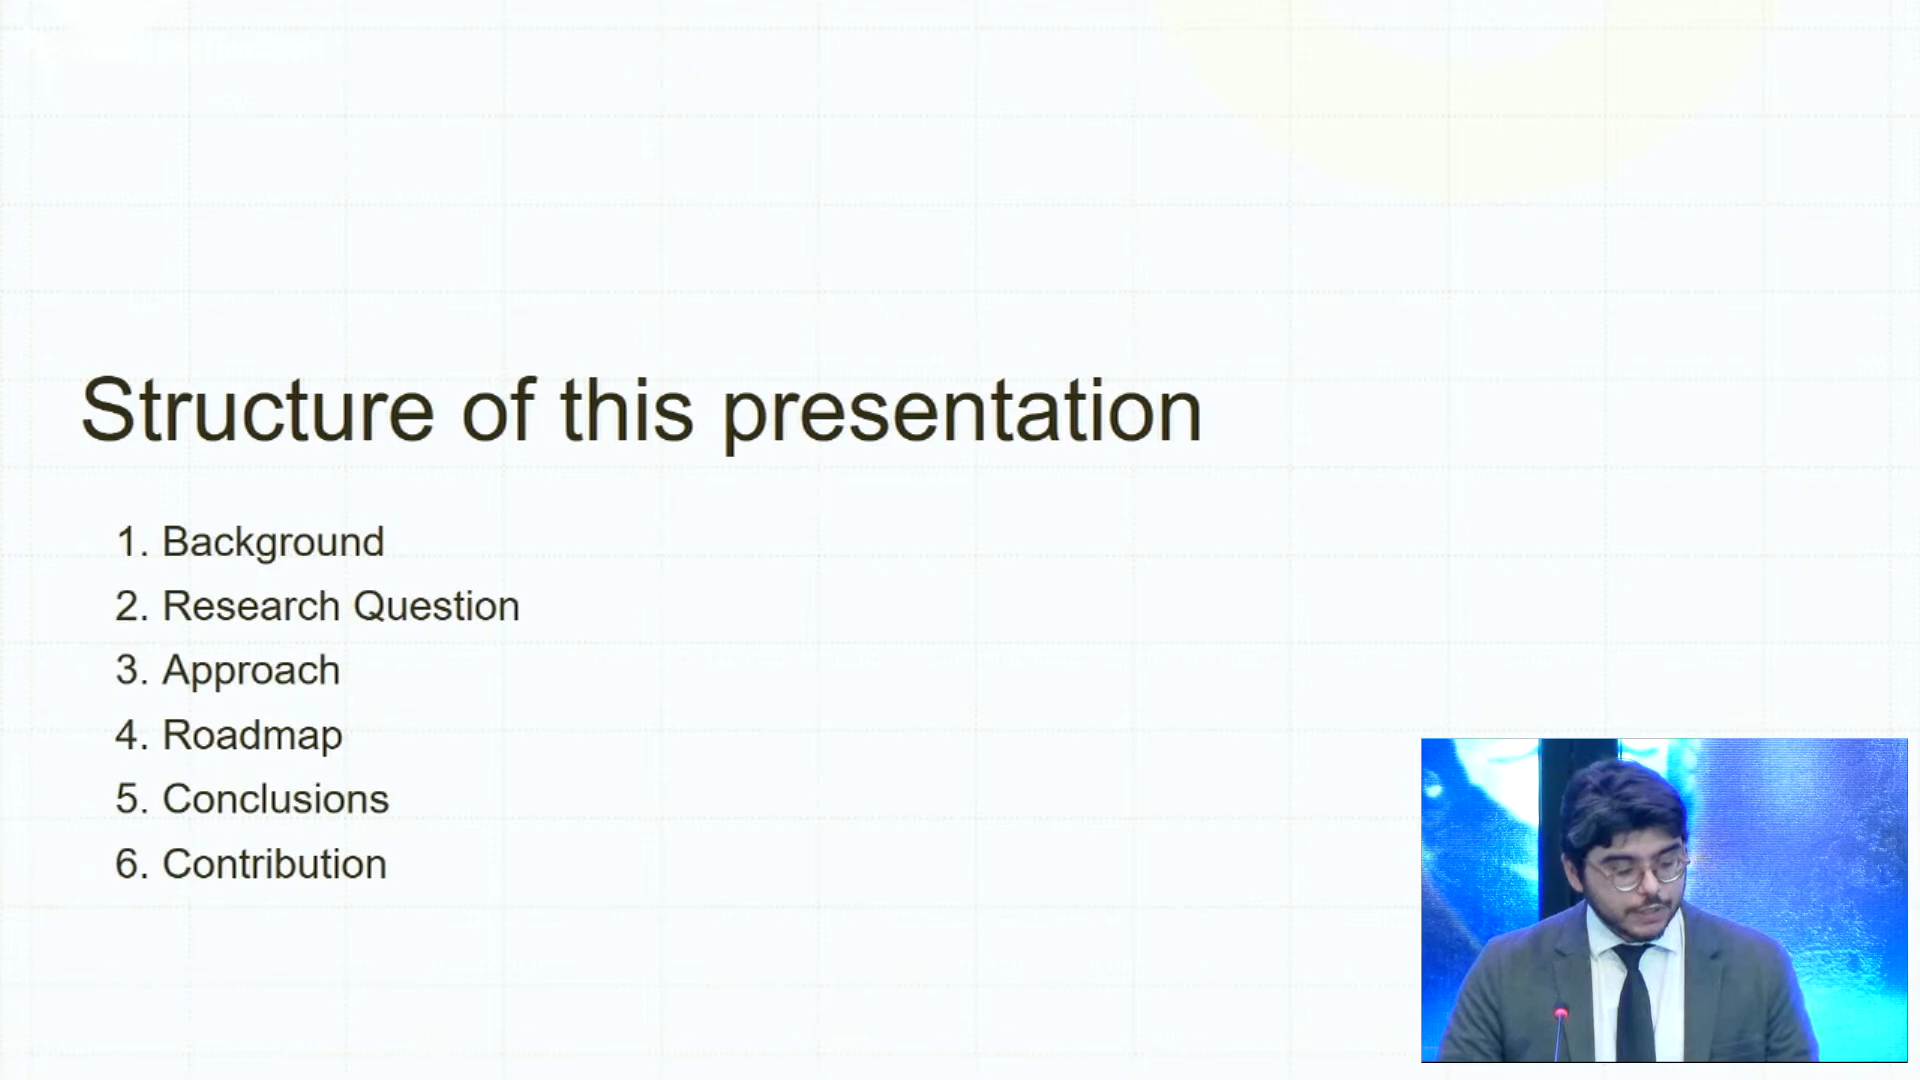 Structure of this presentation
1. Background
2. Research Question
3. Approach
4. Roadmap
5. Conclusions
6. Contribution